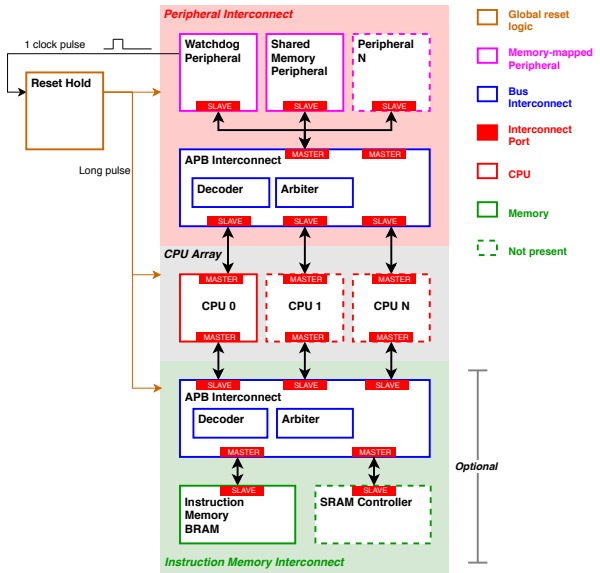 Peripheral Interconnect
1 clock pulse
Watchdog
Peripheral
Shared
Memory
Peripheral
Peripheral
N
Reset Hold
SLAVE
SLAVE
SLAVE
Long pulse
APB Interconnect
MASTER
MASTER
Decoder
Arbiter
SLAVE
SLAVE
SLAVE
CPU Array
MASTER
MASTER
MASTER
CPU 0
CPU 1
CPU N
MASTER
MASTER
MASTER
SLAVE
SLAVE
SLAVE
APB Interconnect
Decoder
Arbiter
MASTER
MASTER
SLAVE
SLAVE
Instruction
Memory
BRAM
SRAM Controller
Instruction Memory Interconnect
Optional
Global reset
logic
Memory-mapped
Peripheral
Bus
Interconnect
Interconnect
Port
CPU
Memory
Not present